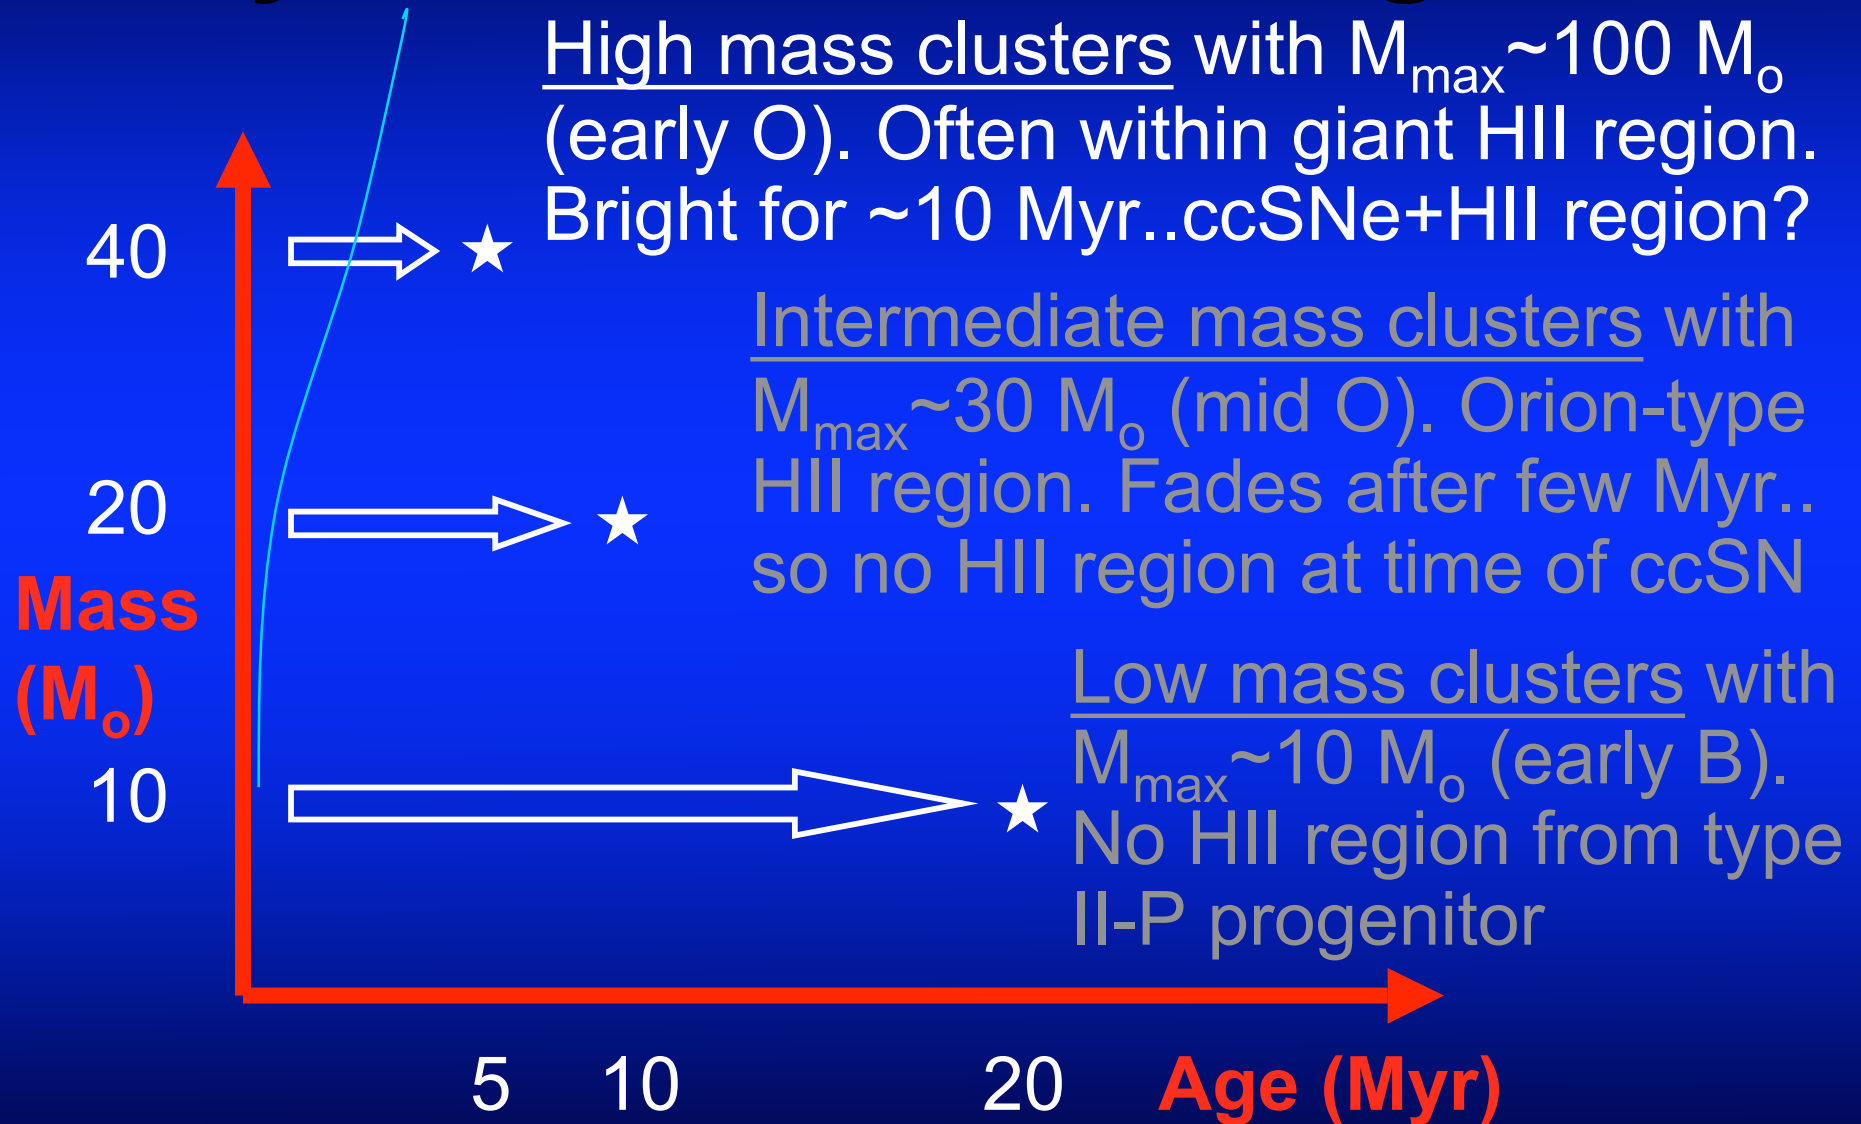 High mass clusters with Mmax~100 Mo
(early O). Often within giant HII region.
Bright for ~10 Myr..ccSNe+HII region?
40
Intermediate mass clusters with
Mmax~30 Mo (mid O). Orion-type
HII region. Fades after few Myr..
so no HII region at time of ccSN
20
Mass
(Mo)
Low mass clusters with
Mmax~10 Mo (early B).
No HII region from type
II-P progenitor
10
5 10 20 Age (Myr)